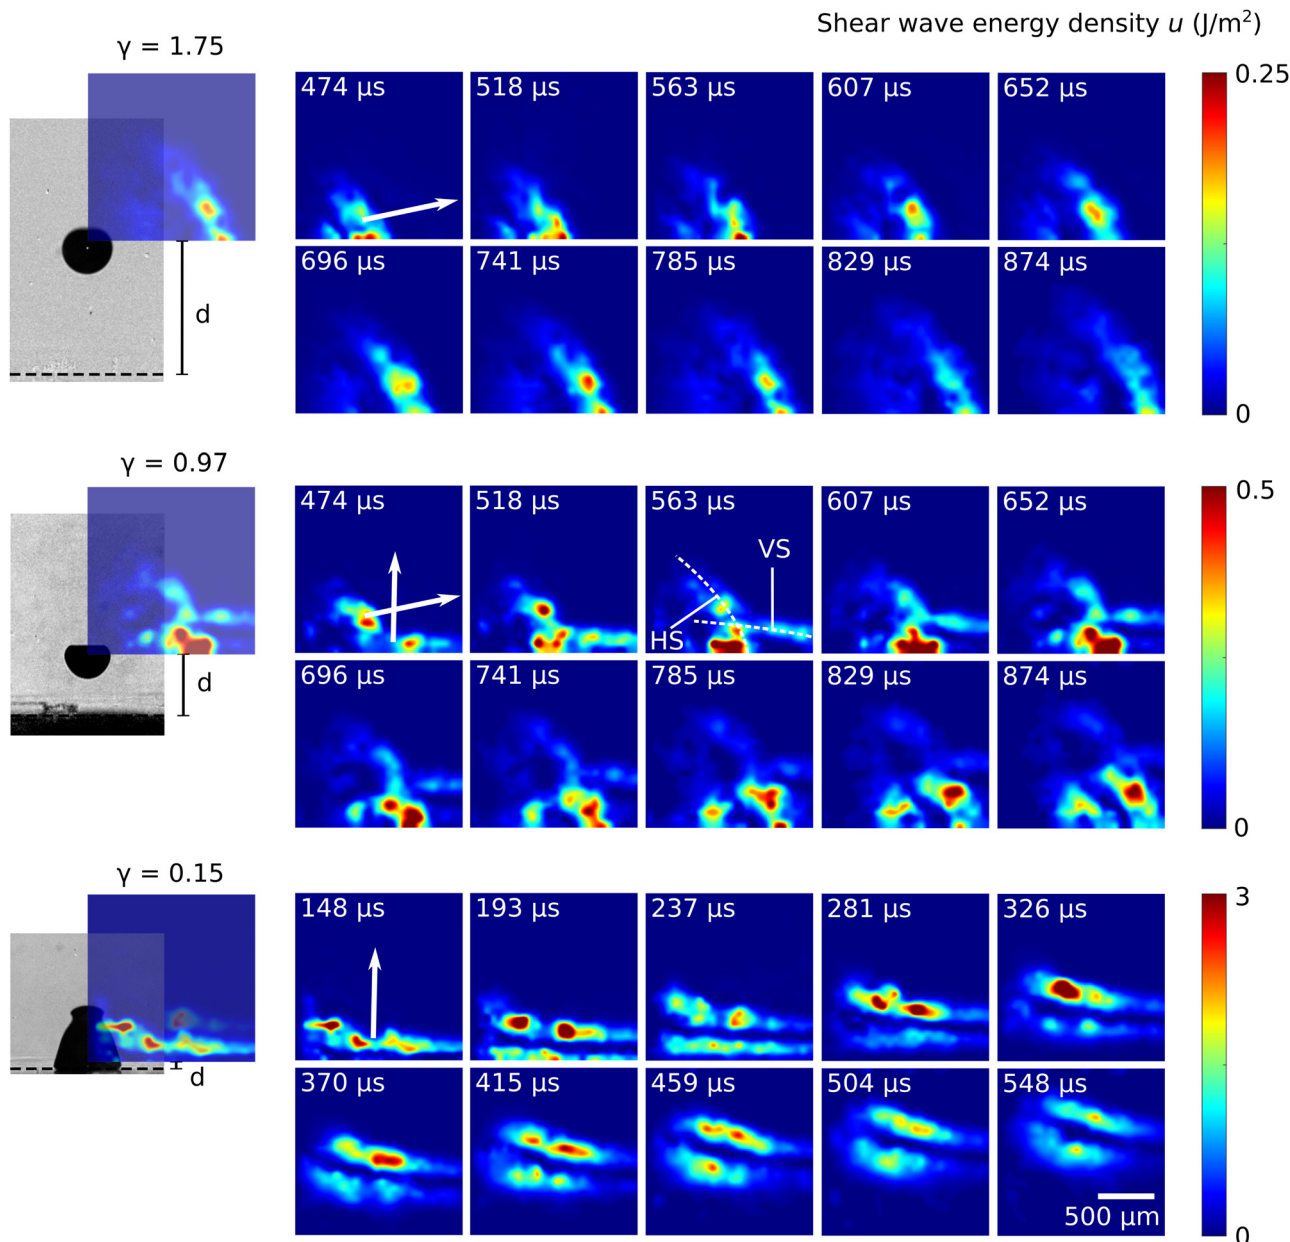 Shear wave energy density u (J/m²)
γ = 1.75
474 µs 518 µs 563 µs 607 µs 652 µs 0.25
d
696 µs 741 µs 785 µs 829 µs 874 µs
0
γ = 0.97
474 µs 518 µs 563 µs 607 µs 652 µs 0.5
VS
HS
d
696 µs 741 µs 785 µs 829 µs 874 µs
0
γ = 0.15
148 µs 193 µs 237 µs 281 µs 326 µs 3
d
370 µs 415 µs 459 µs 504 µs 548 µs
500 µm
0